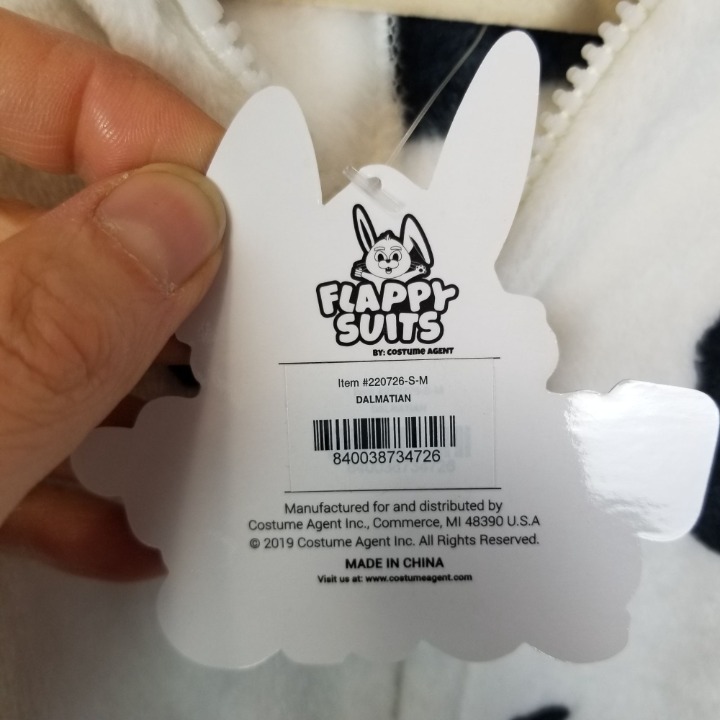 FLAPPY
SUITS
BY: COSTUME AGENT
Item #220726-S-M
DALMATIAN
840038734726
Manufactured for and distributed by
Costume Agent Inc., Commerce, MI 48390 U.S.A
© 2019 Costume Agent Inc. All Rights Reserved.
MADE IN CHINA
Visit us at: www.costumeagent.com